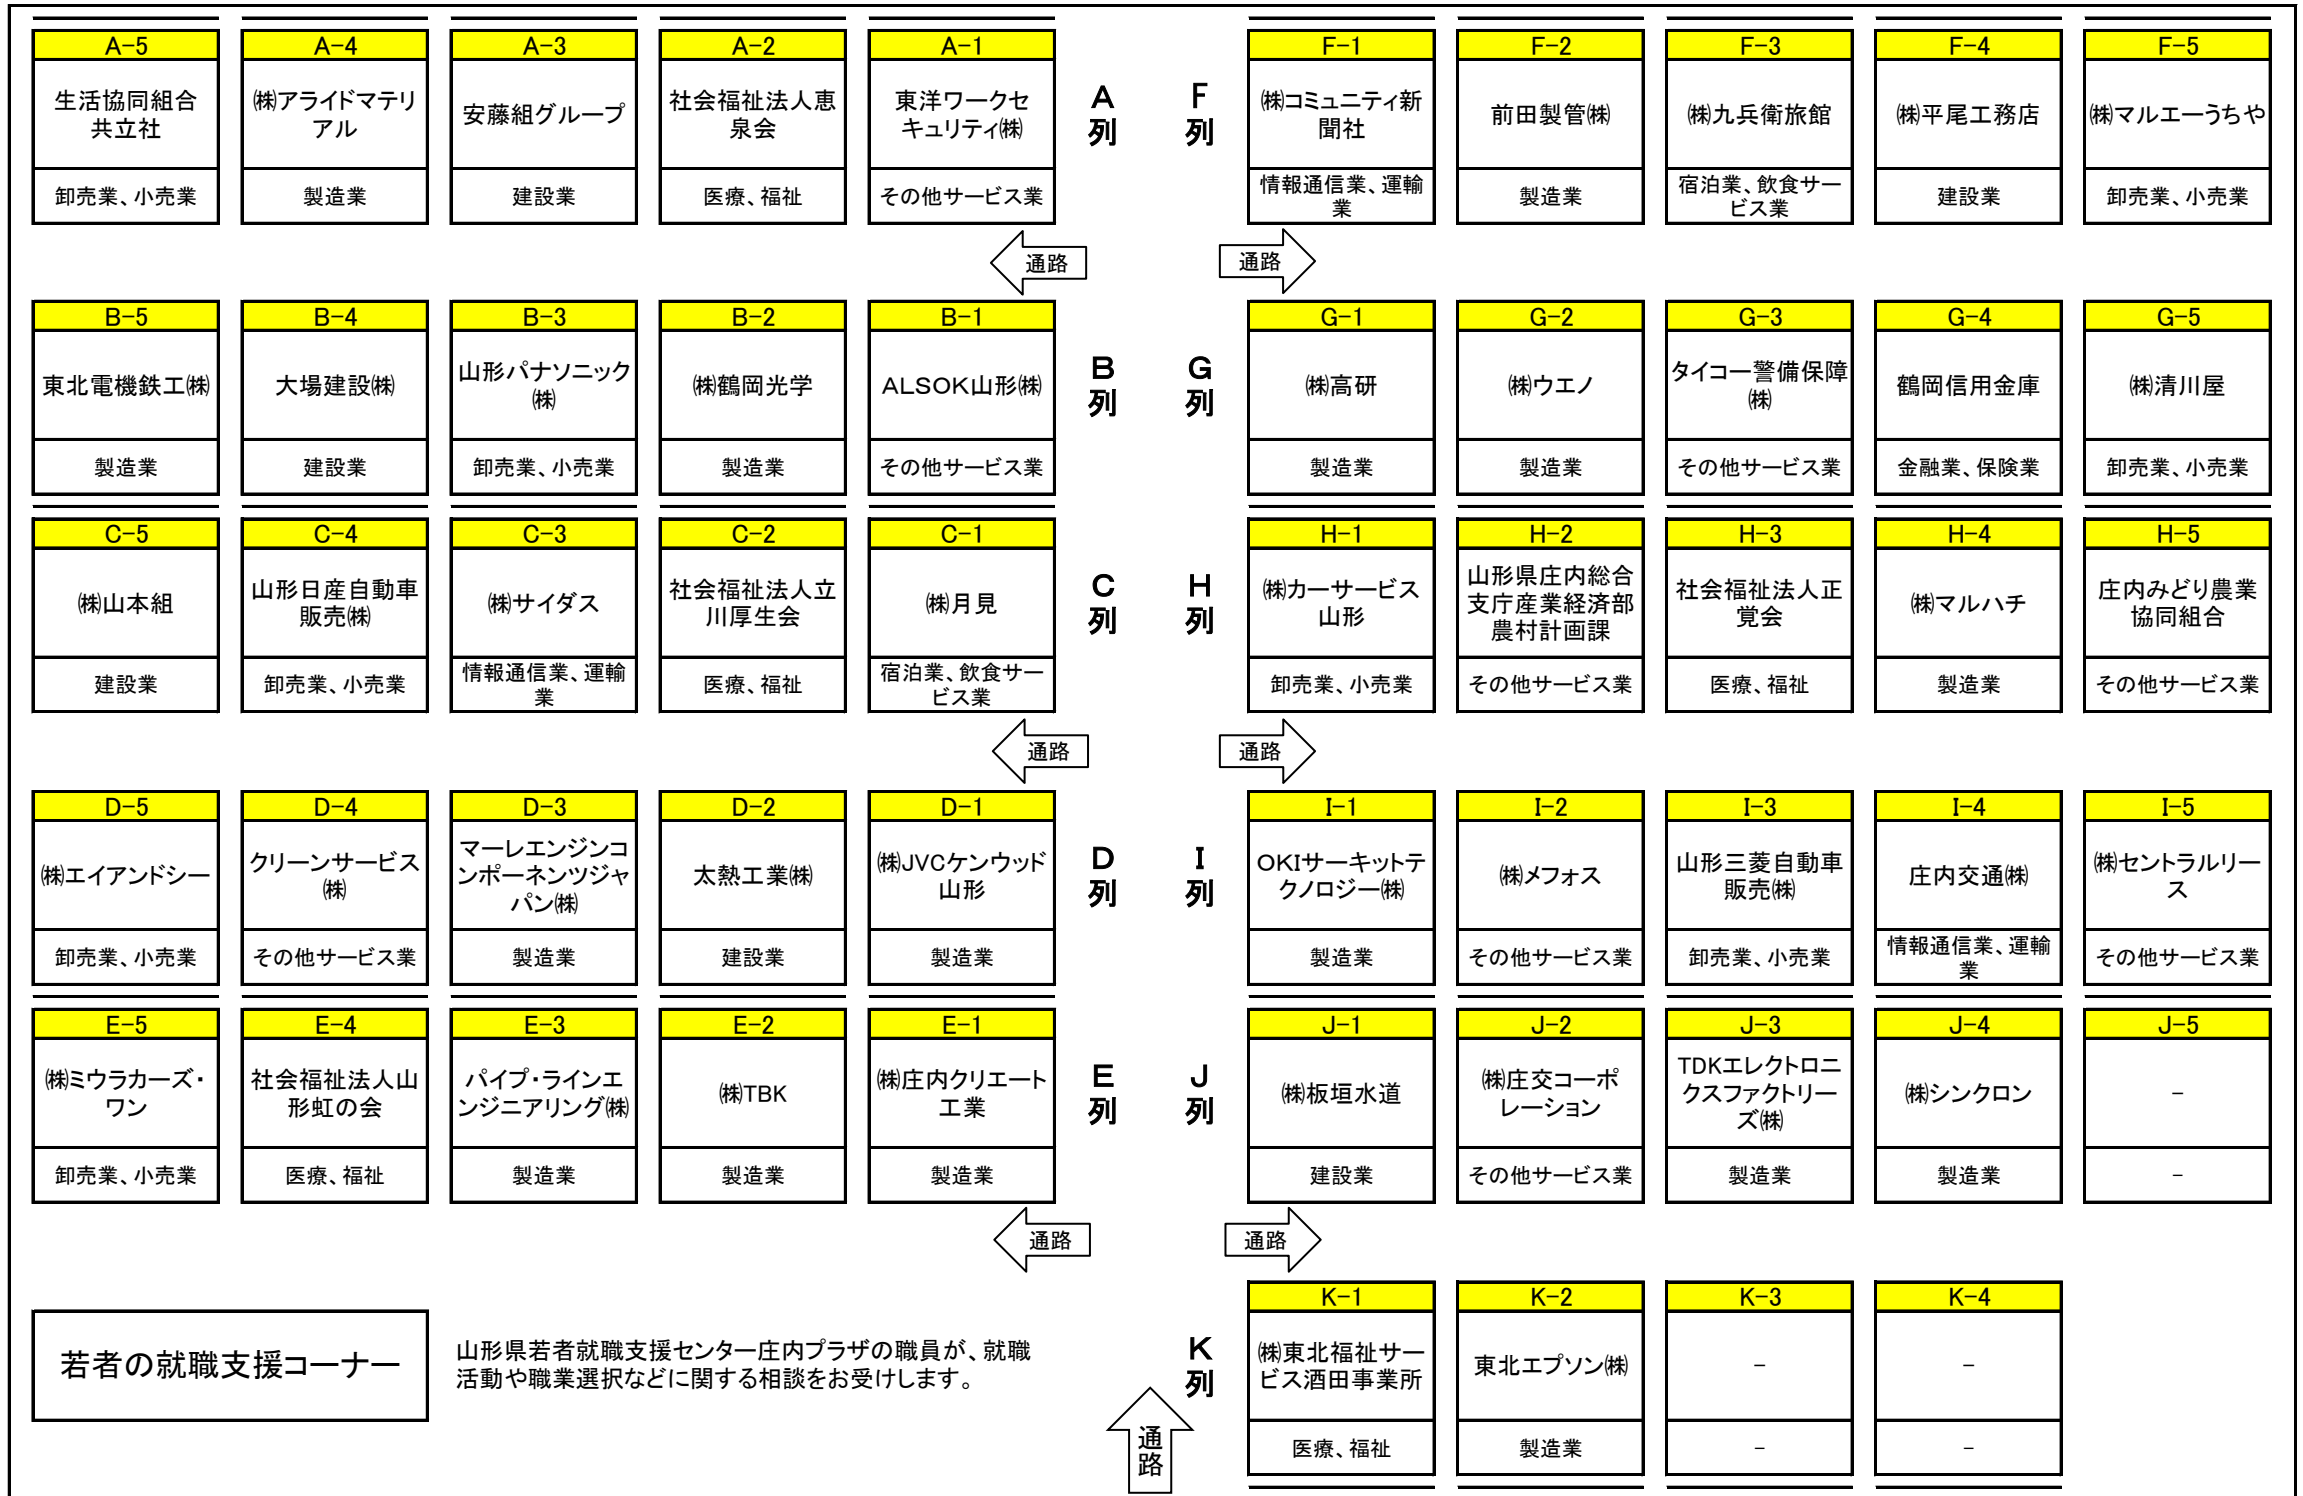 A-5
生活協同組合
共立社
卸売業、小売業
A-4
㈱アライドマテリ
アル
製造業
A-3
安藤組グループ
建設業
A-2
社会福祉法人恵
泉会
医療、福祉
A-1
東洋ワークセ
キュリティ㈱
その他サービス業
A
列
F
列
F-1
㈱コミュニティ新
聞社
情報通信業、運輸
業
F-2
前田製管㈱
製造業
F-3
㈱九兵衛旅館
宿泊業、飲食サー
ビス業
F-4
㈱平尾工務店
建設業
F-5
㈱マルエーうちや
卸売業、小売業
通路
通路
B-5
東北電機鉄工㈱
製造業
B-4
大場建設㈱
建設業
B-3
山形パナソニック
㈱
卸売業、小売業
B-2
㈱鶴岡光学
製造業
B-1
ALSOK山形㈱
その他サービス業
B
列
G
列
G-1
㈱高研
製造業
G-2
㈱ウエノ
製造業
G-3
タイコー警備保障
㈱
その他サービス業
G-4
鶴岡信用金庫
金融業、保険業
G-5
㈱清川屋
卸売業、小売業
C-5
㈱山本組
建設業
C-4
山形日産自動車
販売㈱
卸売業、小売業
C-3
㈱サイダス
情報通信業、運輸
業
C-2
社会福祉法人立
川厚生会
医療、福祉
C-1
㈱月見
宿泊業、飲食サー
ビス業
C
列
H
列
H-1
㈱カーサービス
山形
卸売業、小売業
H-2
山形県庄内総合
支庁産業経済部
農村計画課
その他サービス業
H-3
社会福祉法人正
覚会
医療、福祉
H-4
㈱マルハチ
製造業
H-5
庄内みどり農業
協同組合
その他サービス業
通路
通路
D-5
㈱エイアンドシー
卸売業、小売業
D-4
クリーンサービス
㈱
その他サービス業
D-3
マーレエンジンコ
ンポーネンツジャ
パン㈱
製造業
D-2
太熱工業㈱
建設業
D-1
㈱JVCケンウッド
山形
製造業
D
列
I
列
I-1
OKIサーキットテ
クノロジー㈱
製造業
I-2
㈱メフォス
その他サービス業
I-3
山形三菱自動車
販売㈱
卸売業、小売業
I-4
庄内交通㈱
情報通信業、運輸
業
I-5
㈱セントラルリー
ス
その他サービス業
E-5
㈱ミウラカーズ・
ワン
卸売業、小売業
E-4
社会福祉法人山
形虹の会
医療、福祉
E-3
パイプ・ラインエ
ンジニアリング㈱
製造業
E-2
㈱TBK
製造業
E-1
㈱庄内クリエート
工業
製造業
E
列
J
列
J-1
㈱板垣水道
建設業
J-2
㈱庄交コーポ
レーション
その他サービス業
J-3
TDKエレクトロニ
クスファクトリー
ズ㈱
製造業
J-4
㈱シンクロン
製造業
J-5
-
-
通路
通路
若者の就職支援コーナー
山形県若者就職支援センター庄内プラザの職員が、就職
活動や職業選択などに関する相談をお受けします。
通
路
K
列
K-1
㈱東北福祉サー
ビス酒田事業所
医療、福祉
K-2
東北エプソン㈱
製造業
K-3
-
-
K-4
-
-